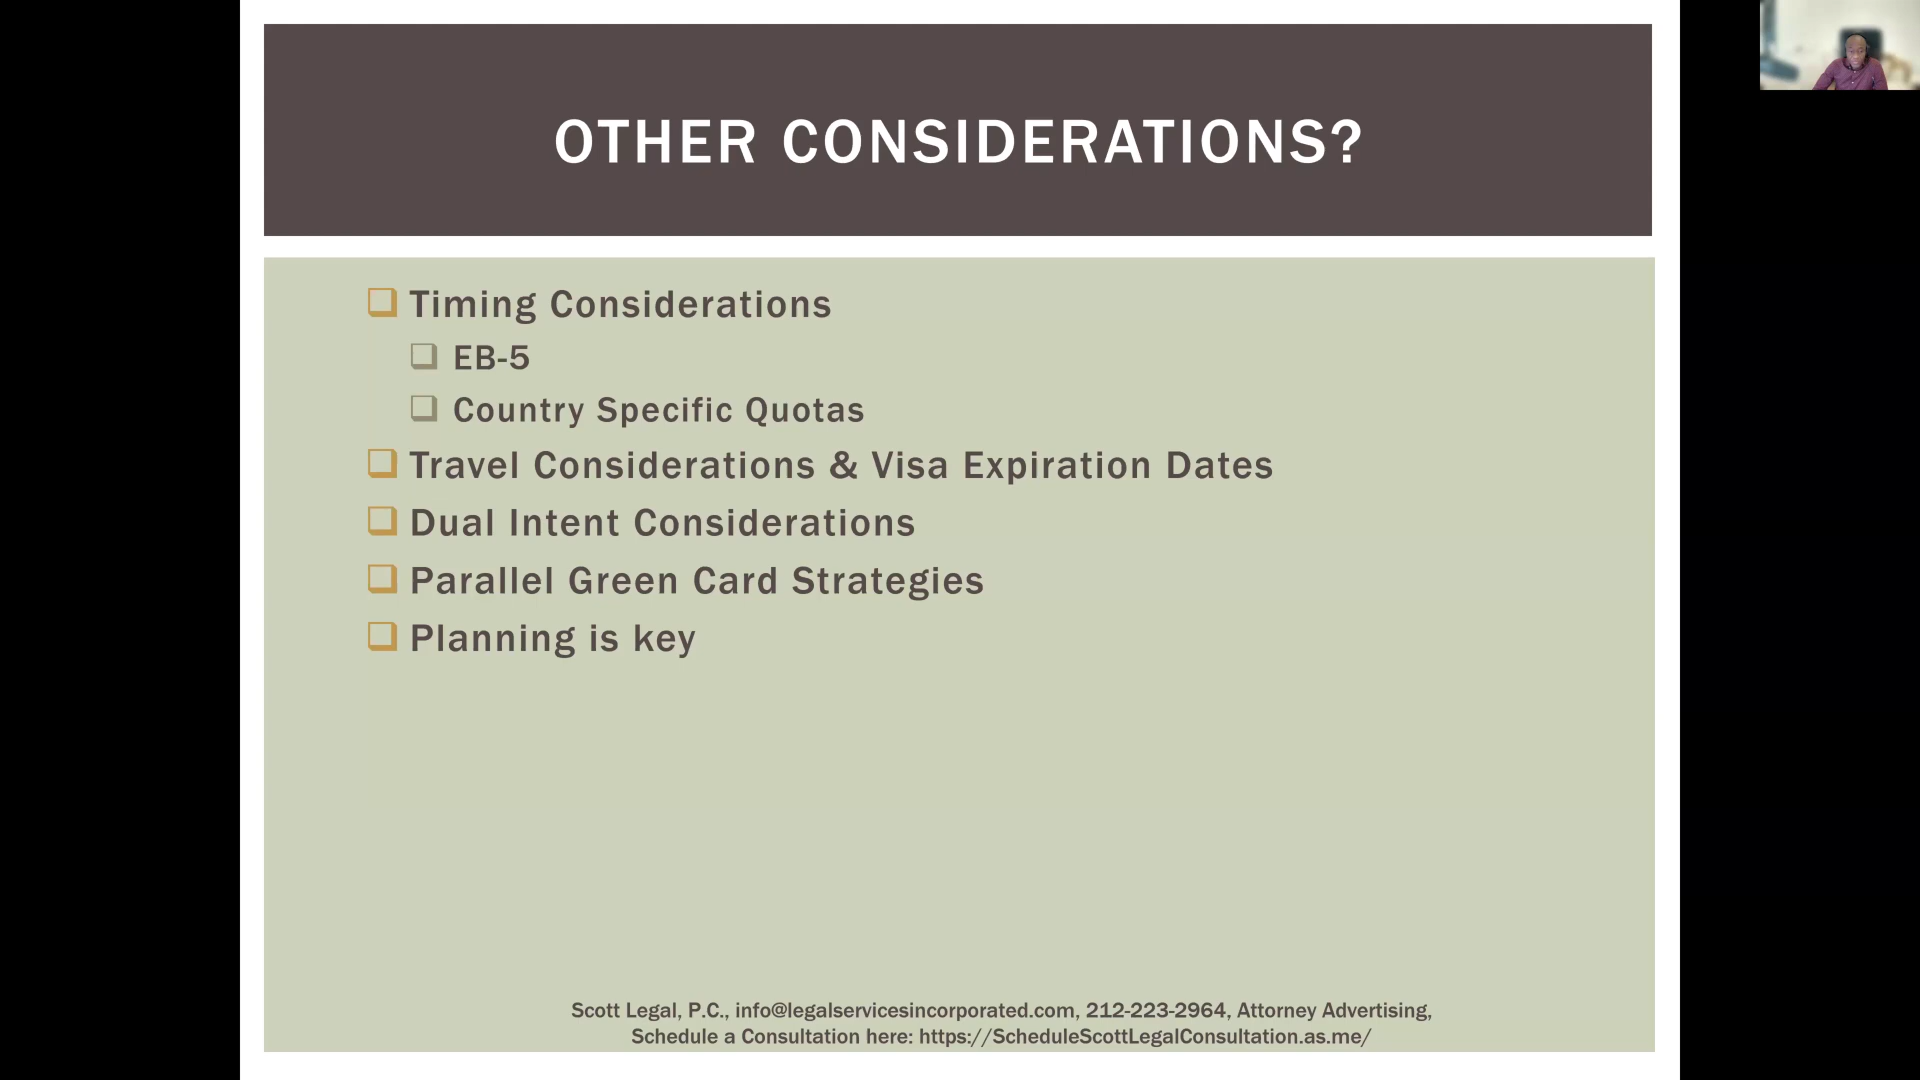 OTHER CONSIDERATIONS?
Timing Considerations
EB-5
Country Specific Quotas
Travel Considerations & Visa Expiration Dates
Dual Intent Considerations
Parallel Green Card Strategies
Planning is key
Scott Legal, P.C., info@legalservicesincorporated.com, 212-223-2964, Attorney Advertising,
Schedule a Consultation here: https://ScheduleScottLegalConsultation.as.me/